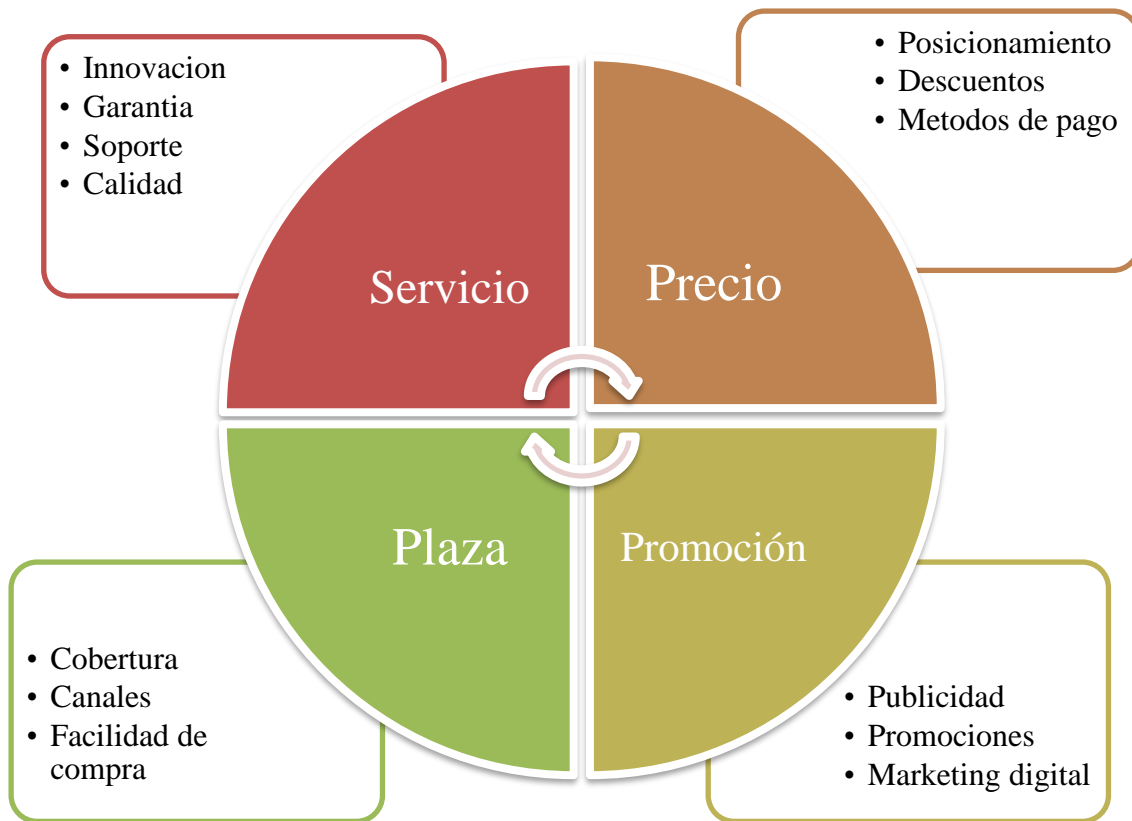 • Innovacion
• Garantia
• Soporte
• Calidad
• Posicionamiento
• Descuentos
• Metodos de pago
Servicio
Precio
Plaza
Promoción
• Cobertura
• Canales
• Facilidad de
compra
• Publicidad
• Promociones
• Marketing digital